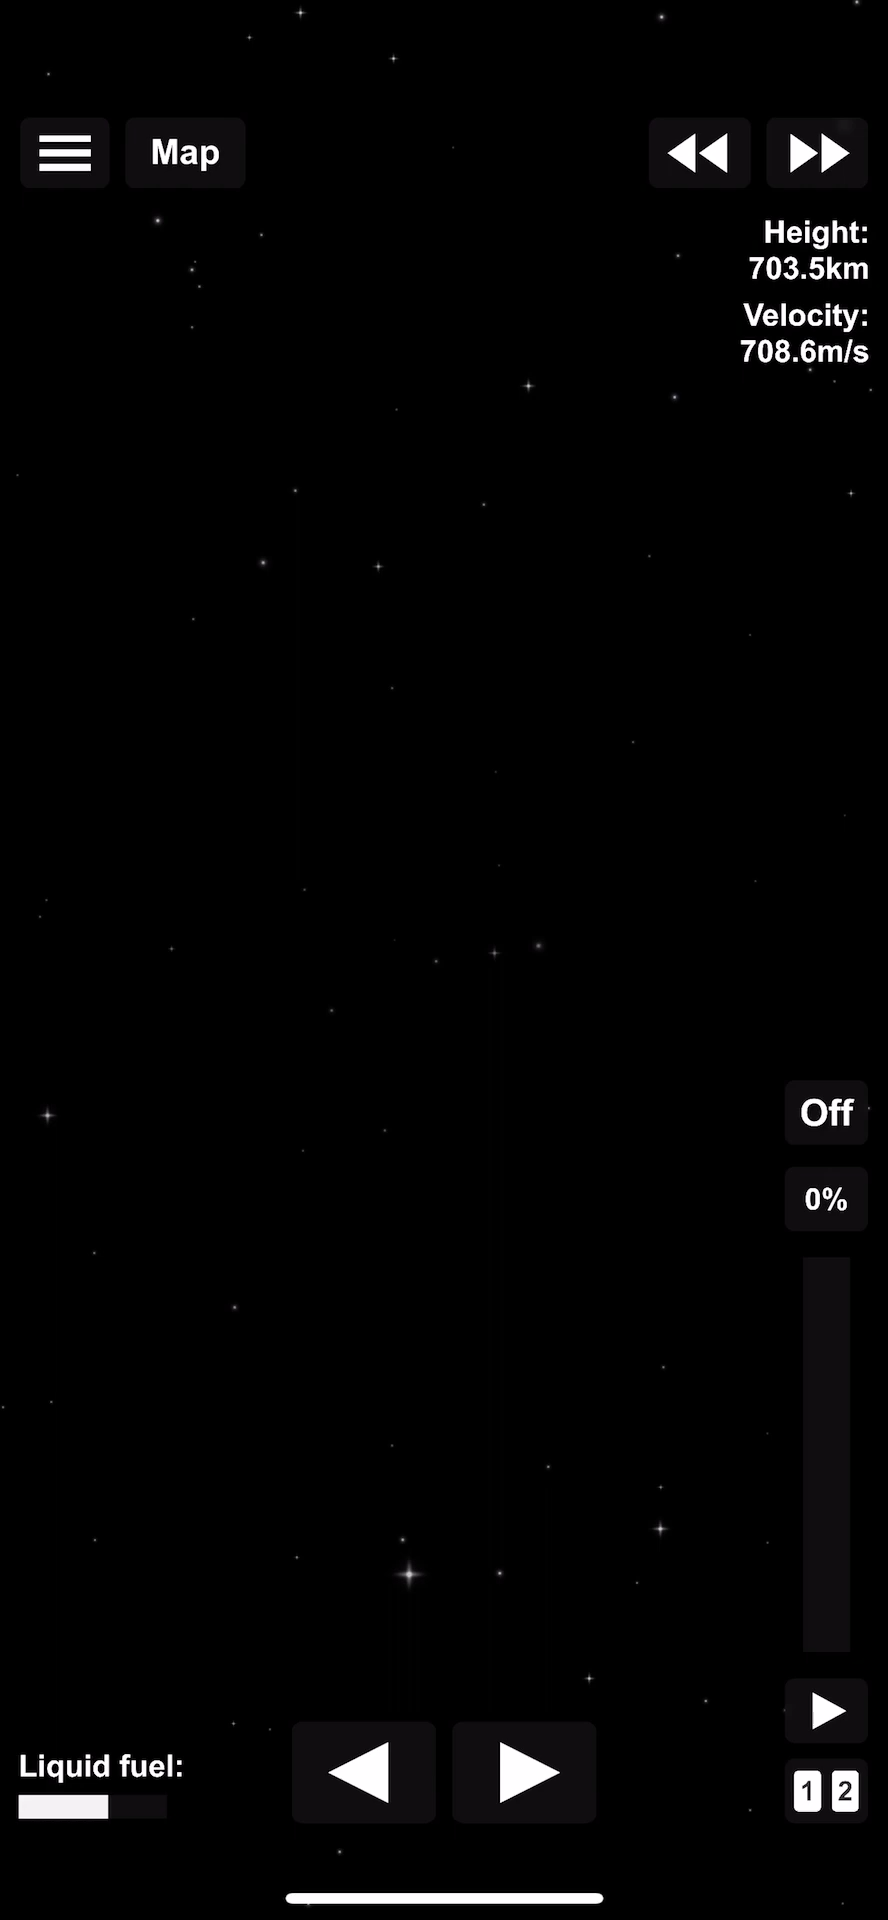 Map
Height:
703.5km
Velocity:
708.6m/s
Off
0%
Liquid fuel:
1 2